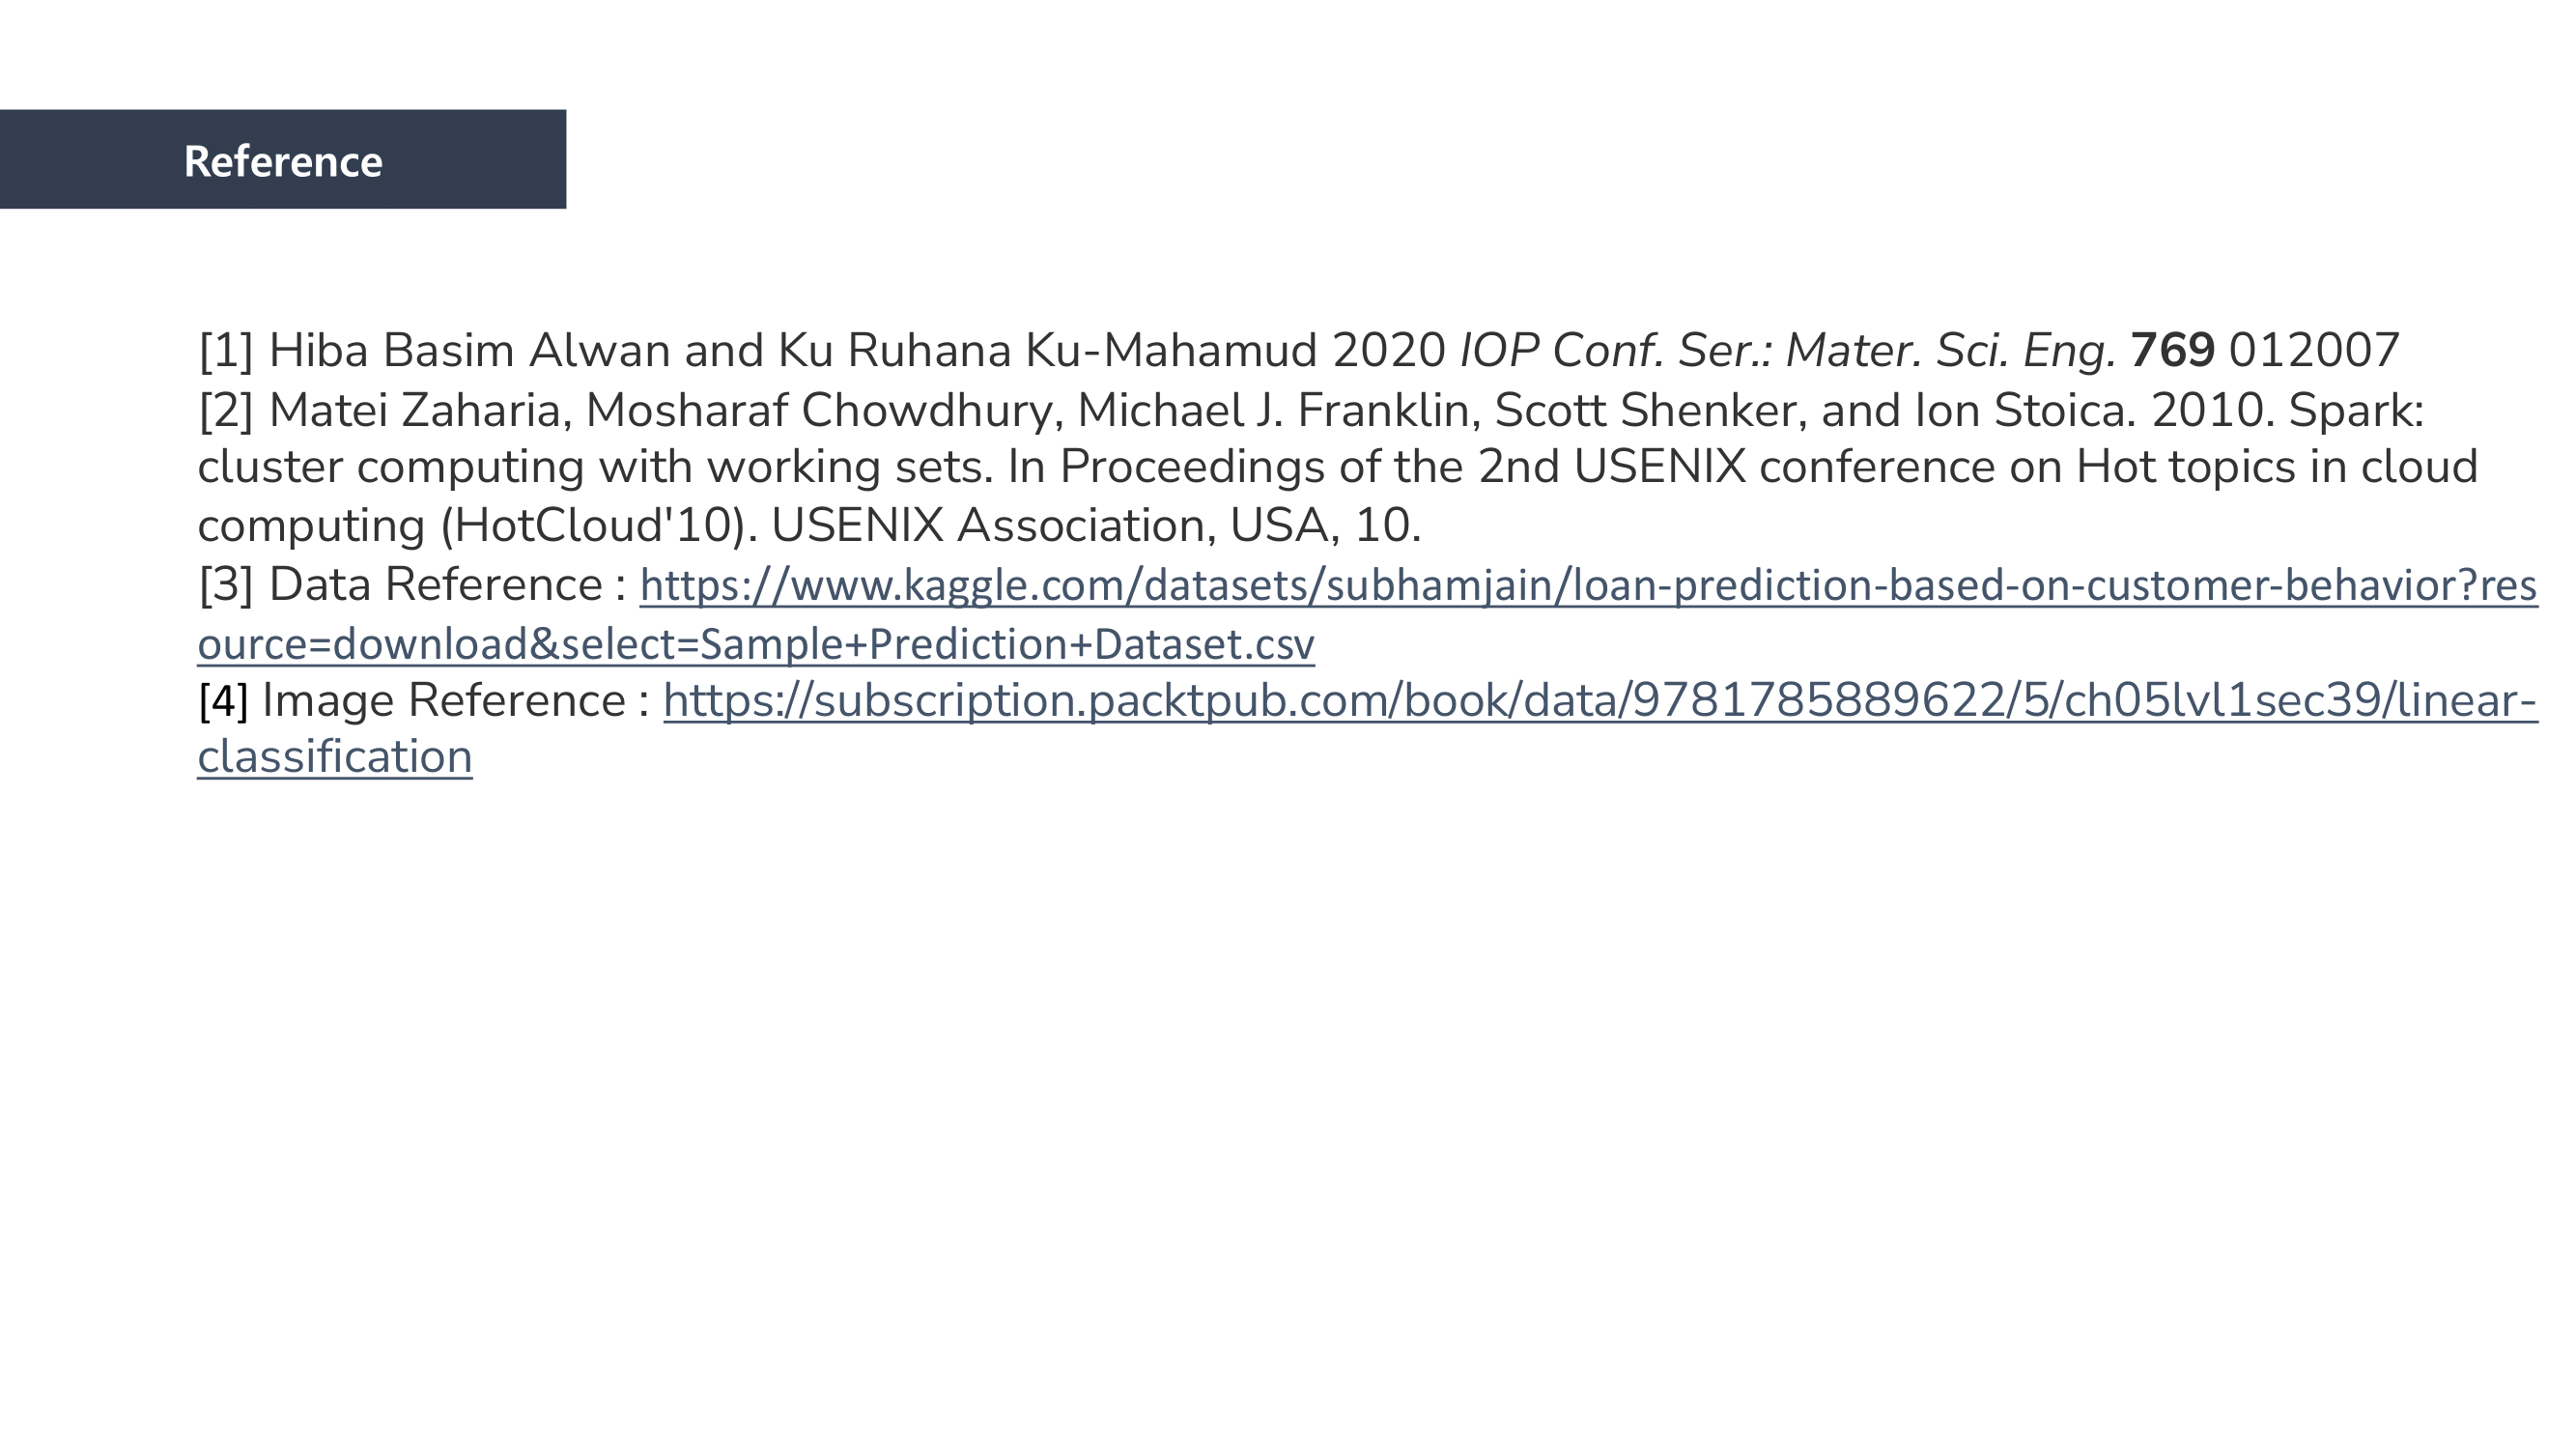 Reference
[1] Hiba Basim Alwan and Ku Ruhana Ku-Mahamud 2020 IOP Conf. Ser.: Mater. Sci. Eng. 769 012007
[2] Matei Zaharia, Mosharaf Chowdhury, Michael J. Franklin, Scott Shenker, and Ion Stoica. 2010. Spark:
cluster computing with working sets. In Proceedings of the 2nd USENIX conference on Hot topics in cloud
computing (HotCloud'10). USENIX Association, USA, 10.
[3] Data Reference : https://www.kaggle.com/datasets/subhamjain/loan-prediction-based-on-customer-behavior?res
ource=download&select=Sample+Prediction+Dataset.csv
[4] Image Reference : https://subscription.packtpub.com/book/data/9781785889622/5/ch05lvl1sec39/linear-
classification